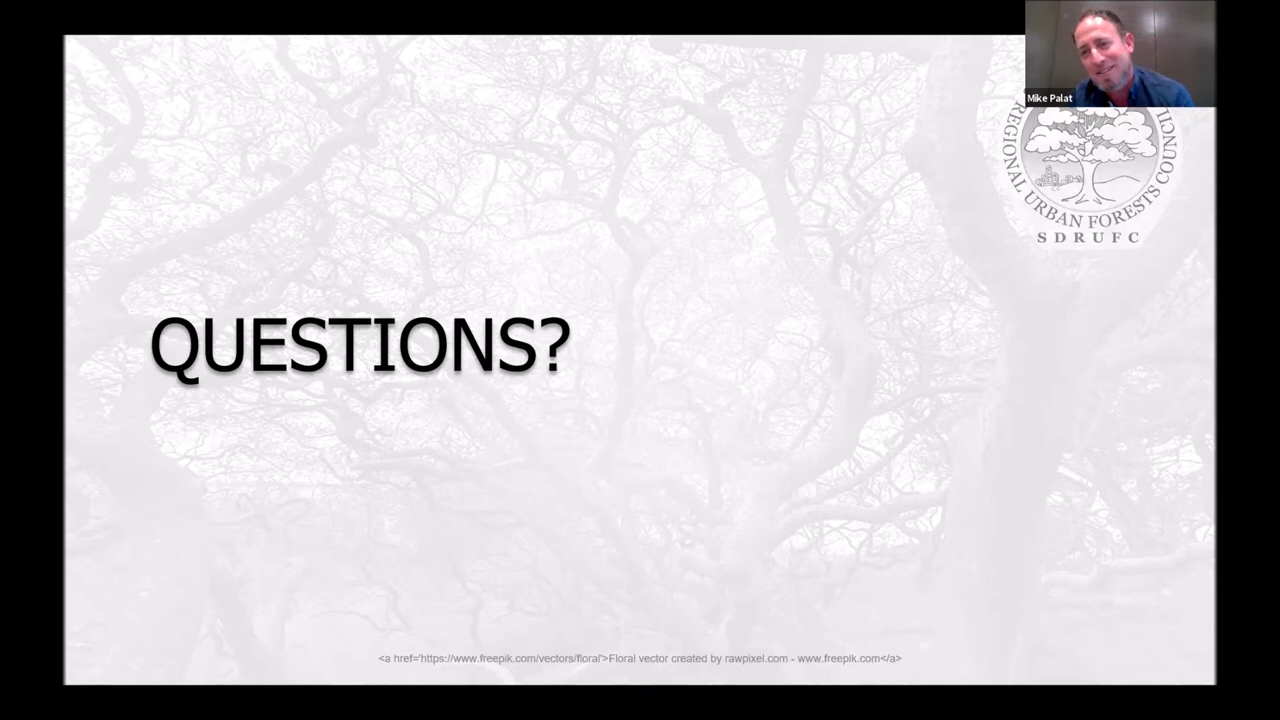 Mike Palat
REGIONAL URBAN FORESTS COUNCIL
SDRUFC
QUESTIONS?
<a href='https://www.freepik.com/vectors/floral'>Floral vector created by rawpixel.com - www.freepik.com</a>